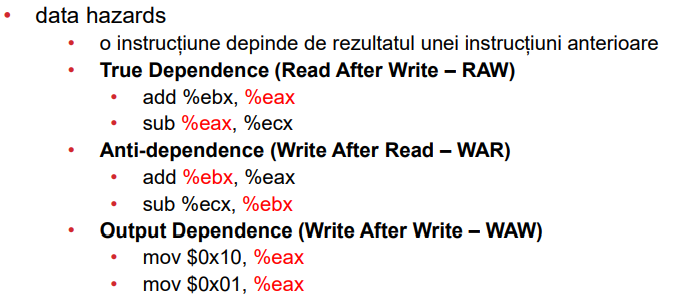 • data hazards
• o instrucțiune depinde de rezultatul unei instrucțiuni anterioare
• True Dependence (Read After Write – RAW)
• add %ebx, %eax
• sub %eax, %ecx
• Anti-dependence (Write After Read – WAR)
• add %ebx, %eax
• sub %ecx, %ebx
• Output Dependence (Write After Write – WAW)
• mov $0x10, %eax
• mov $0x01, %eax